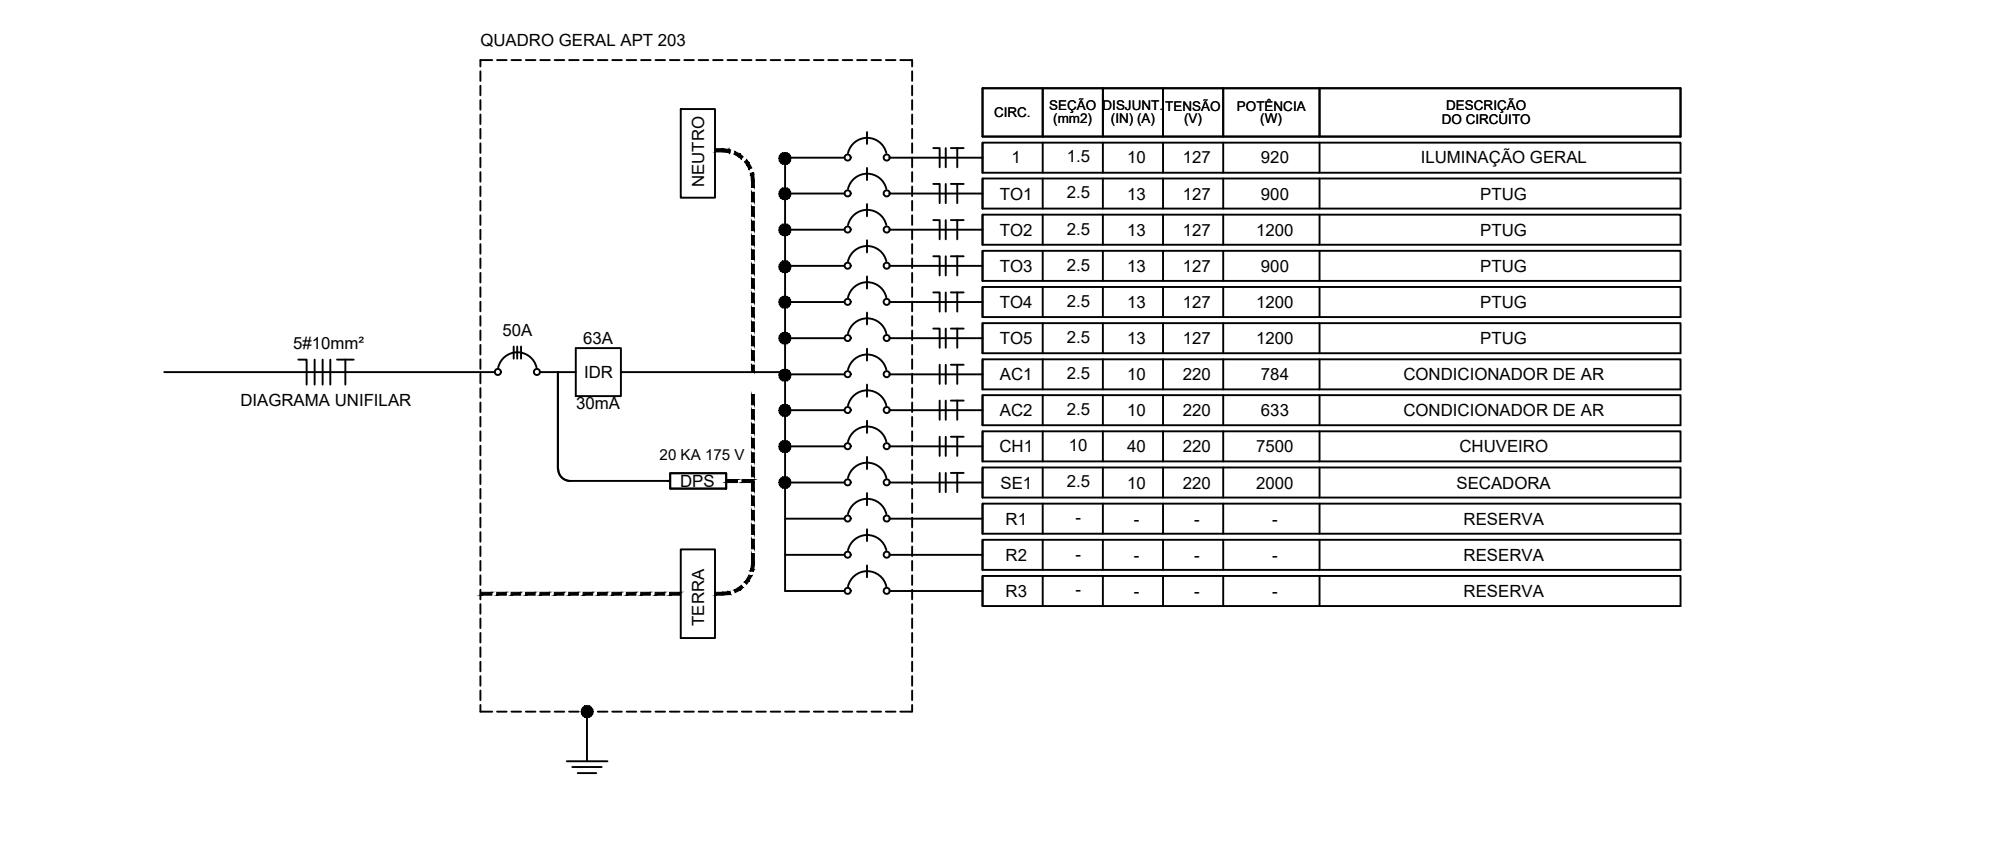 QUADRO GERAL APT 203
NEUTRO
5#10mm²
DIAGRAMA UNIFILAR
50A
63A
IDR
30mA
20 KA 175 V
DPS
TERRA
CIRC. SEÇÃO (mm2) DISJUNT. (IN) (A) TENSÃO (V) POTÊNCIA (W) DESCRIÇÃO DO CIRCUITO
1 1.5 10 127 920 ILUMINAÇÃO GERAL
TO1 2.5 13 127 900 PTUG
TO2 2.5 13 127 1200 PTUG
TO3 2.5 13 127 900 PTUG
TO4 2.5 13 127 1200 PTUG
TO5 2.5 13 127 1200 PTUG
AC1 2.5 10 220 784 CONDICIONADOR DE AR
AC2 2.5 10 220 633 CONDICIONADOR DE AR
CH1 10 40 220 7500 CHUVEIRO
SE1 2.5 10 220 2000 SECADORA
R1 - - - - RESERVA
R2 - - - - RESERVA
R3 - - - - RESERVA